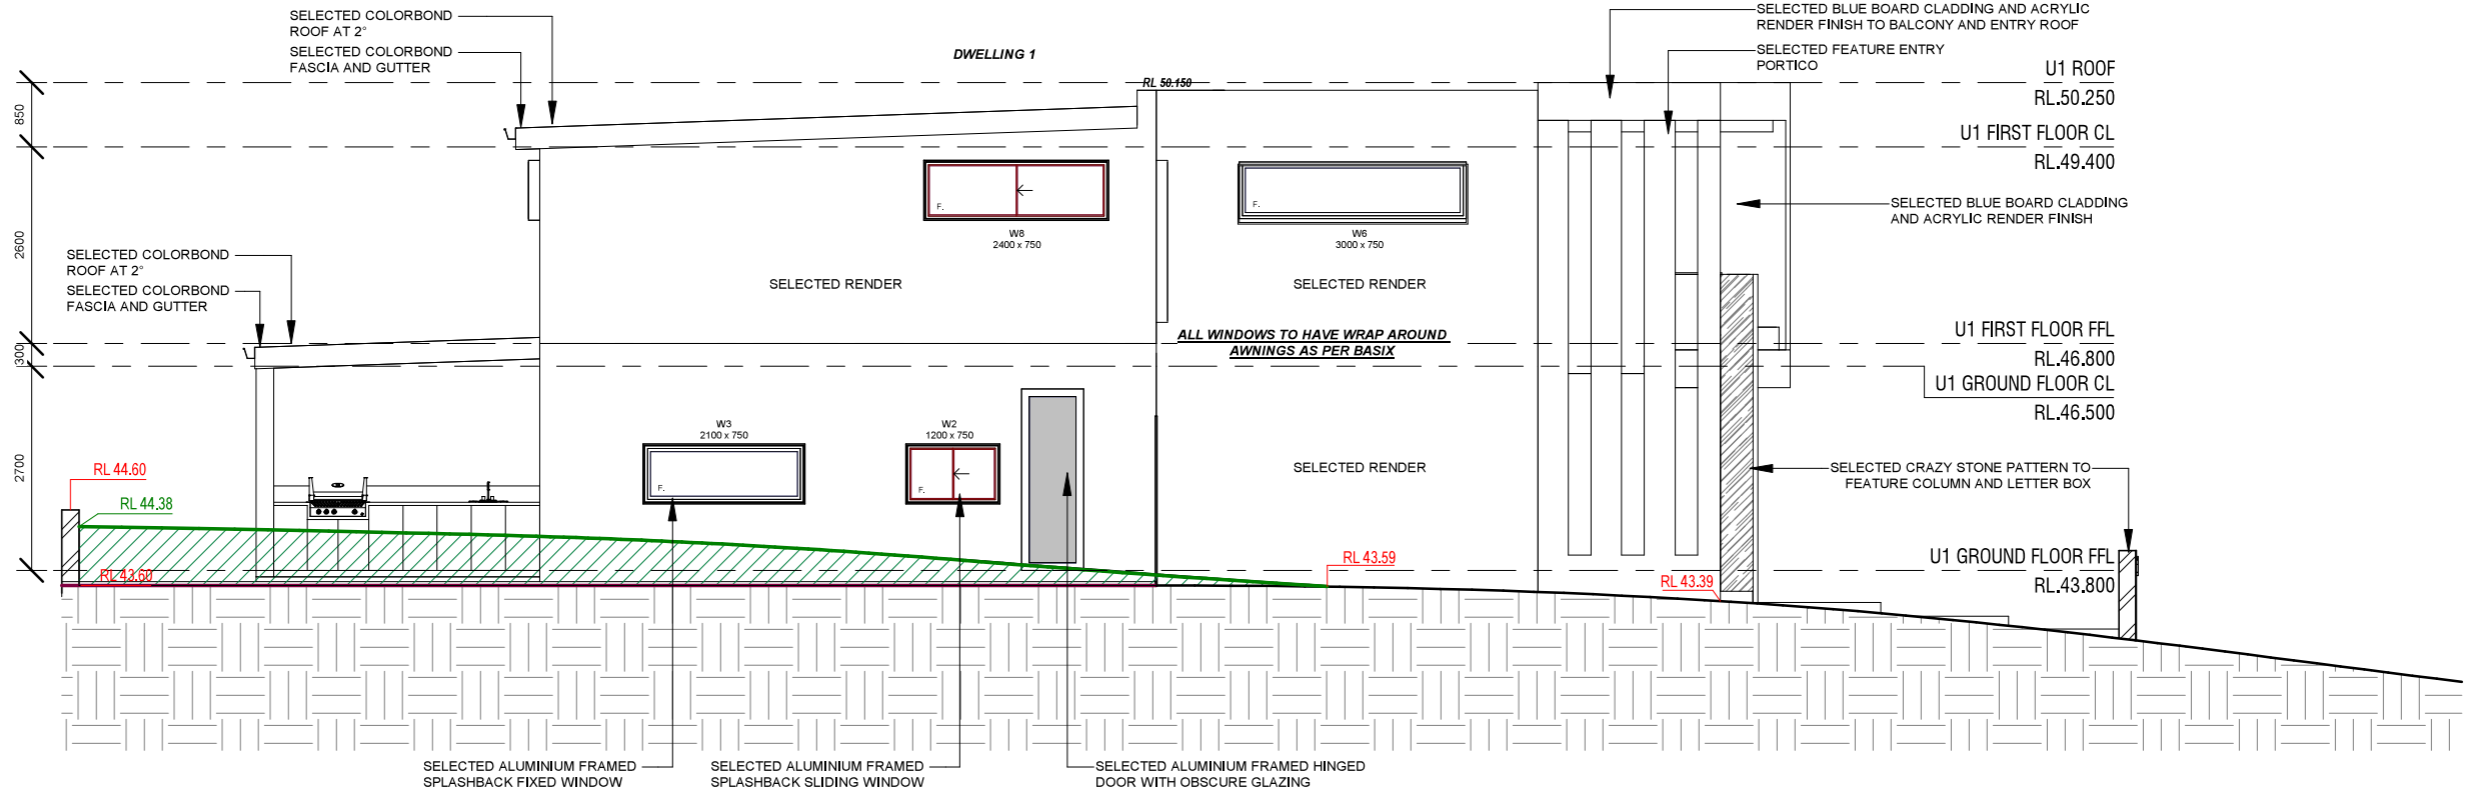 SELECTED COLORBOND
ROOF AT 2°
SELECTED COLORBOND
FASCIA AND GUTTER
DWELLING 1
SELECTED BLUE BOARD CLADDING AND ACRYLIC
RENDER FINISH TO BALCONY AND ENTRY ROOF
SELECTED FEATURE ENTRY
PORTICO
U1 ROOF
RL.50.250
RL 50.150
850
U1 FIRST FLOOR CL
RL.49.400
SELECTED BLUE BOARD CLADDING
AND ACRYLIC RENDER FINISH
F.
W8
2400 x 750
F.
W6
3000 x 750
2600
SELECTED COLORBOND
ROOF AT 2°
SELECTED COLORBOND
FASCIA AND GUTTER
SELECTED RENDER
SELECTED RENDER
ALL WINDOWS TO HAVE WRAP AROUND
AWNINGS AS PER BASIX
U1 FIRST FLOOR FFL
RL.46.800
300
U1 GROUND FLOOR CL
RL.46.500
W3
2100 x 750
F.
W2
1200 x 750
F.
2700
RL 44.60
RL 44.38
SELECTED RENDER
SELECTED CRAZY STONE PATTERN TO
FEATURE COLUMN AND LETTER BOX
RL 43.60
RL 43.59
RL 43.39
U1 GROUND FLOOR FFL
RL.43.800
SELECTED ALUMINIUM FRAMED
SPLASHBACK FIXED WINDOW
SELECTED ALUMINIUM FRAMED
SPLASHBACK SLIDING WINDOW
SELECTED ALUMINIUM FRAMED HINGED
DOOR WITH OBSCURE GLAZING